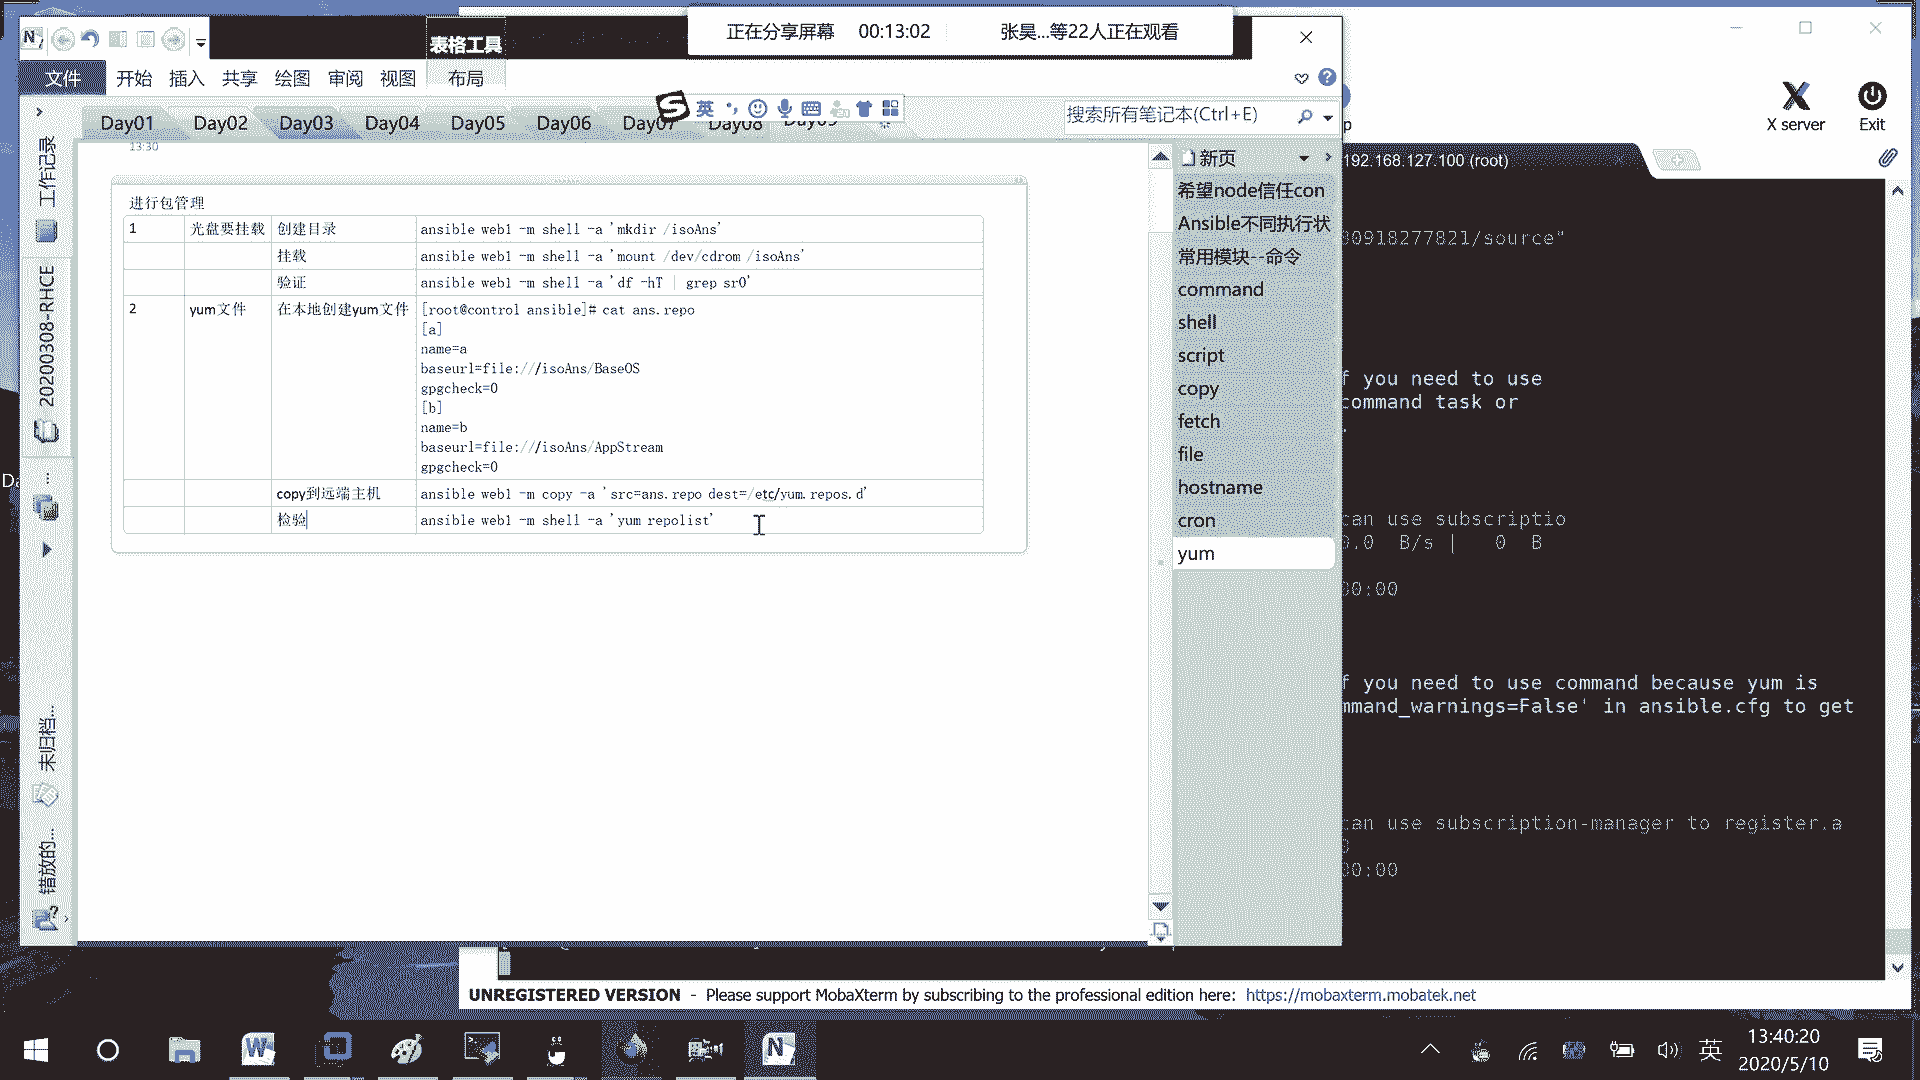 正在分享屏幕 00:13:02 张昊...等22人正在观看
表格工具
文件 开始 插入 共享 绘图 审阅 视图 布局
英
搜索所有笔记本(Ctrl+E)
X server Exit
Day01 Day02 Day03 Day04 Day05 Day06 Day07 Day08 Day09
13:30
工作记录
20200308-RHCE
未归档...
错放的...
进行包管理
1 光盘要挂载 创建目录 ansible web1 -m shell -a 'mkdir /isoAns'
挂载 ansible web1 -m shell -a 'mount /dev/cdrom /isoAns'
验证 ansible web1 -m shell -a 'df -hT | grep sr0'
2 yum文件 在本地创建yum文件 [root@control ansible]# cat ans.repo
[a]
name=a
baseurl=file:///isoAns/BaseOS
gpgcheck=0
[b]
name=b
baseurl=file:///isoAns/AppStream
gpgcheck=0
copy到远端主机 ansible web1 -m copy -a 'src=ans.repo dest=/etc/yum.repos.d'
检验 ansible web1 -m shell -a 'yum repolist'
新页
希望node信任con
Ansible不同执行状
常用模块--命令
command
shell
script
copy
fetch
file
hostname
cron
yum
192.168.127.100 (root)
80918277821/source"
f you need to use
command task or
.
can use subscriptio
0.0 B/s | 0 B
00:00
f you need to use command because yum is
mmand_warnings=False' in ansible.cfg to get
can use subscription-manager to register.a
00:00
UNREGISTERED VERSION - Please support MobaXterm by subscribing to the professional edition here: https://mobaxterm.mobatek.net
英
13:40:20
2020/5/10